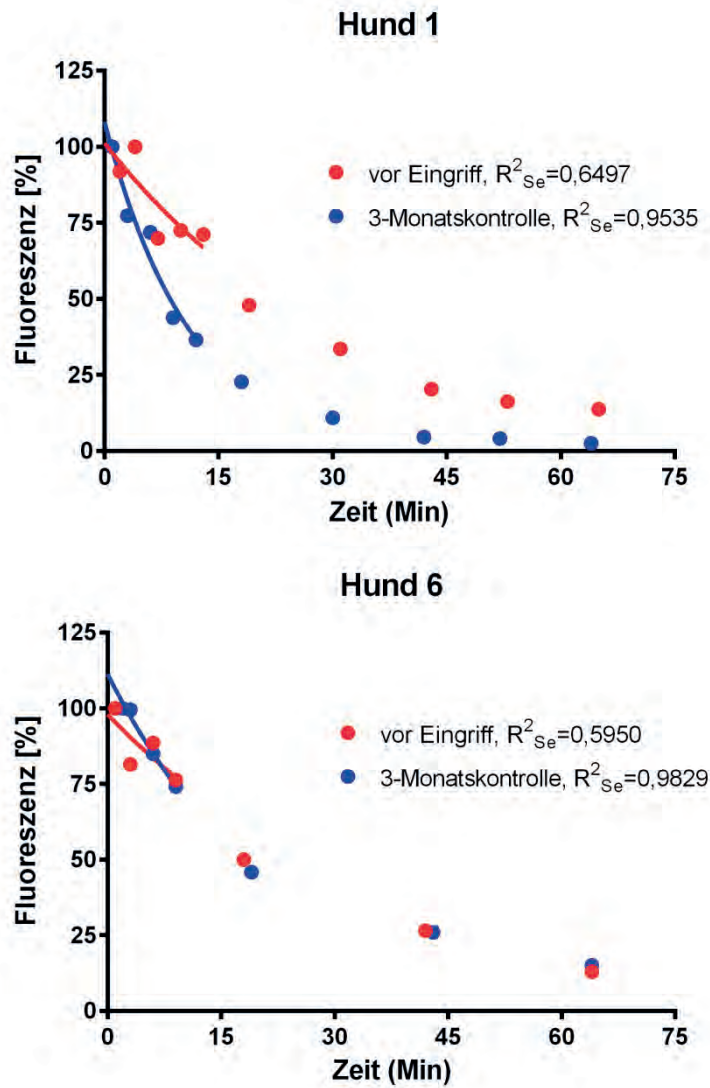 Hund 1
125
100
75
50
25
0
Fluoreszenz [%]
vor Eingriff, R²Se=0,6497
3-Monatskontrolle, R²Se=0,9535
0 15 30 45 60 75
Zeit (Min)
Hund 6
125
100
75
50
25
0
Fluoreszenz [%]
vor Eingriff, R²Se=0,5950
3-Monatskontrolle, R²Se=0,9829
0 15 30 45 60 75
Zeit (Min)